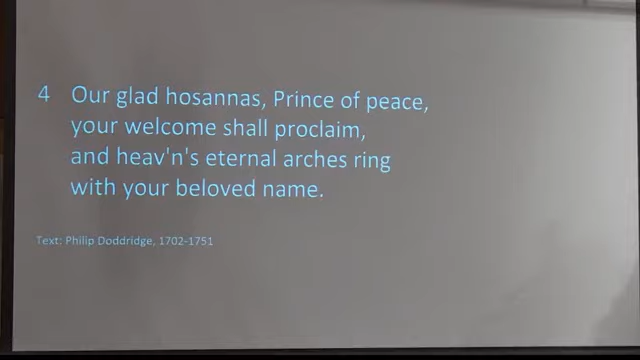 4 Our glad hosannas, Prince of peace,
your welcome shall proclaim,
and heav'n's eternal arches ring
with your beloved name.
Text: Philip Doddridge, 1702-1751